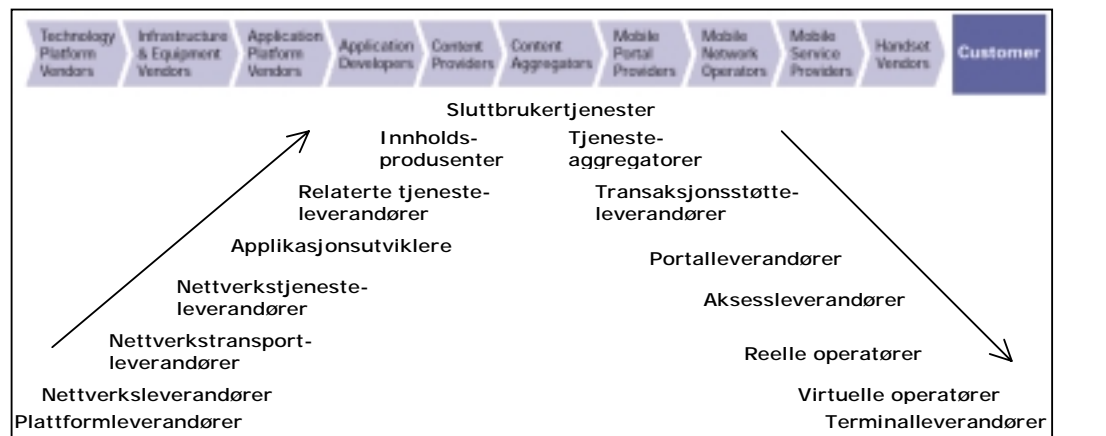 Technology
Platform
Vendors
Infrastructure
& Equipment
Vendors
Application
Platform
Vendors
Application
Developers
Content
Providers
Content
Aggregators
Mobile
Portal
Providers
Mobile
Network
Operators
Mobile
Service
Providers
Handset
Vendors
Customer
Sluttbrukertjenester
Innholds-
produsenter
Tjeneste-
aggregatorer
Relaterte tjeneste-
leverandører
Transaksjonsstøtte-
leverandører
Applikasjonsutviklere
Portalleverandører
Nettverkstjeneste-
leverandører
Aksessleverandører
Nettverkstransport-
leverandører
Reelle operatører
Nettverksleverandører
Virtuelle operatører
Plattformleverandører
Terminalleverandører